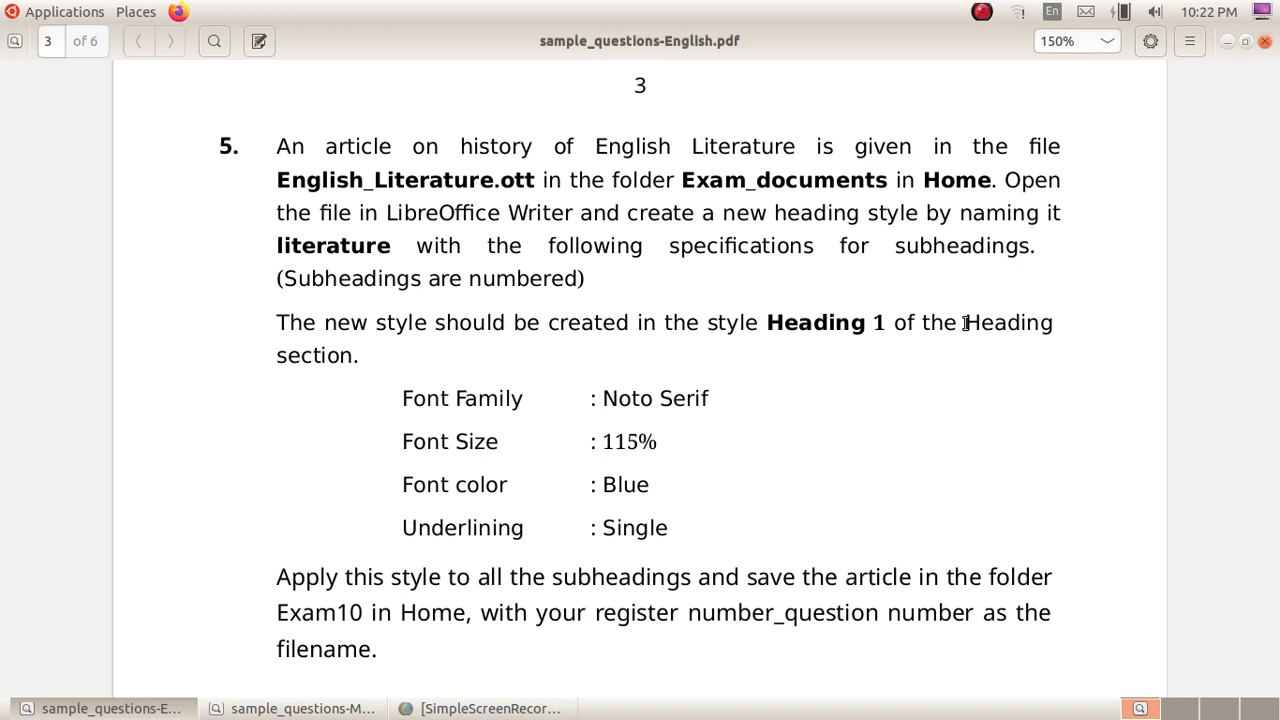 Applications Places En 10:22 PM
3 of 6 sample_questions-English.pdf 150%
3
5. An article on history of English Literature is given in the file
English_Literature.ott in the folder Exam_documents in Home. Open
the file in LibreOffice Writer and create a new heading style by naming it
literature with the following specifications for subheadings.
(Subheadings are numbered)
The new style should be created in the style Heading 1 of the Heading
section.
Font Family : Noto Serif
Font Size : 115%
Font color : Blue
Underlining : Single
Apply this style to all the subheadings and save the article in the folder
Exam10 in Home, with your register number_question number as the
filename.
sample_questions-E... sample_questions-M... [SimpleScreenRecor...